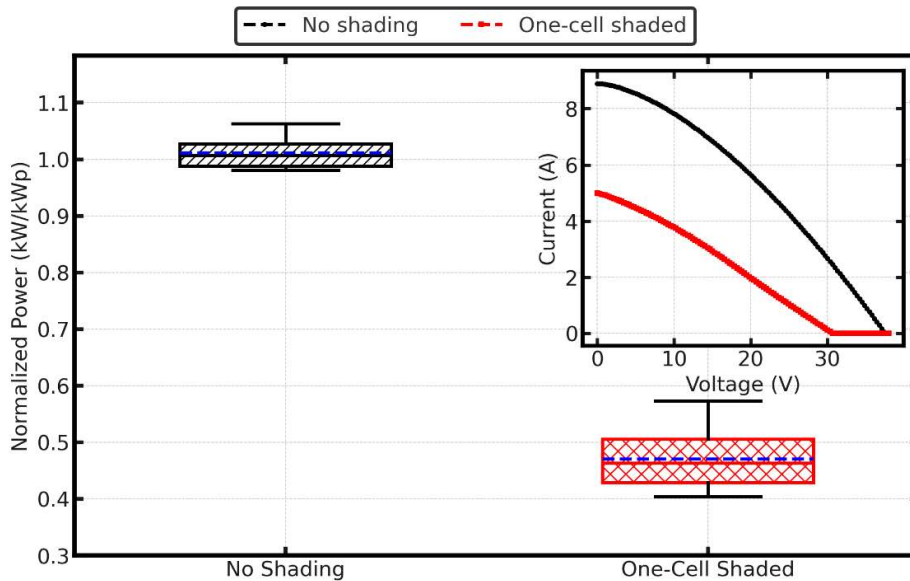 No shading One-cell shaded
Normalized Power (kW/kWp)
1.1
1.0
0.9
0.8
0.7
0.6
0.5
0.4
0.3
No Shading One-Cell Shaded
Current (A)
8
6
4
2
0
0 10 20 30
Voltage (V)